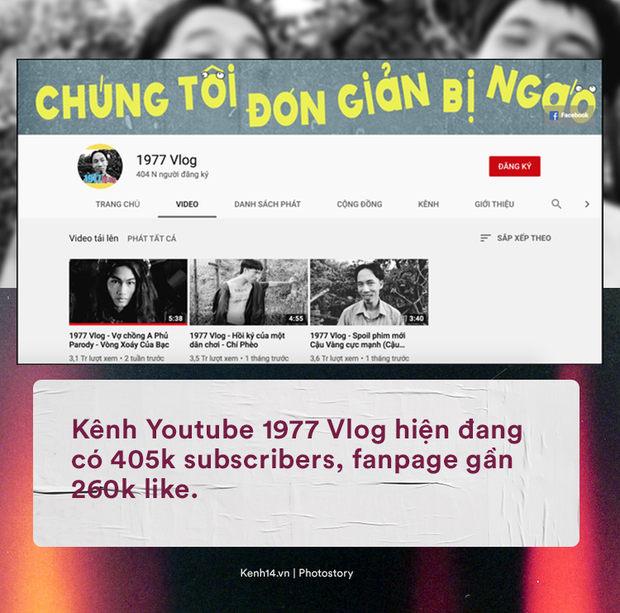 CHÚNG TÔI ĐƠN GIẢN BỊ NGÁO
Facebook
1977 Vlog
404 N người đăng ký
ĐĂNG KÝ
TRANG CHỦ VIDEO DANH SÁCH PHÁT CỘNG ĐỒNG KÊNH GIỚI THIỆU
Video tải lên PHÁT TẤT CẢ SẮP XẾP THEO
5:38 4:55 3:40
1977 Vlog - Vợ chồng A Phủ
Parody - Vòng Xoáy Của Bạc
3,1 Tr lượt xem • 2 tuần trước
1977 Vlog - Hồi ký của một
dân chơi - Chí Phèo
3,5 Tr lượt xem • 1 tháng trước
1977 Vlog - Spoil phim mới
Cậu Vàng cực mạnh (Cậu...
3,6 Tr lượt xem • 1 tháng trước
Kênh Youtube 1977 Vlog hiện đang
có 405k subscribers, fanpage gần
260k like.
Kenh14.vn | Photostory